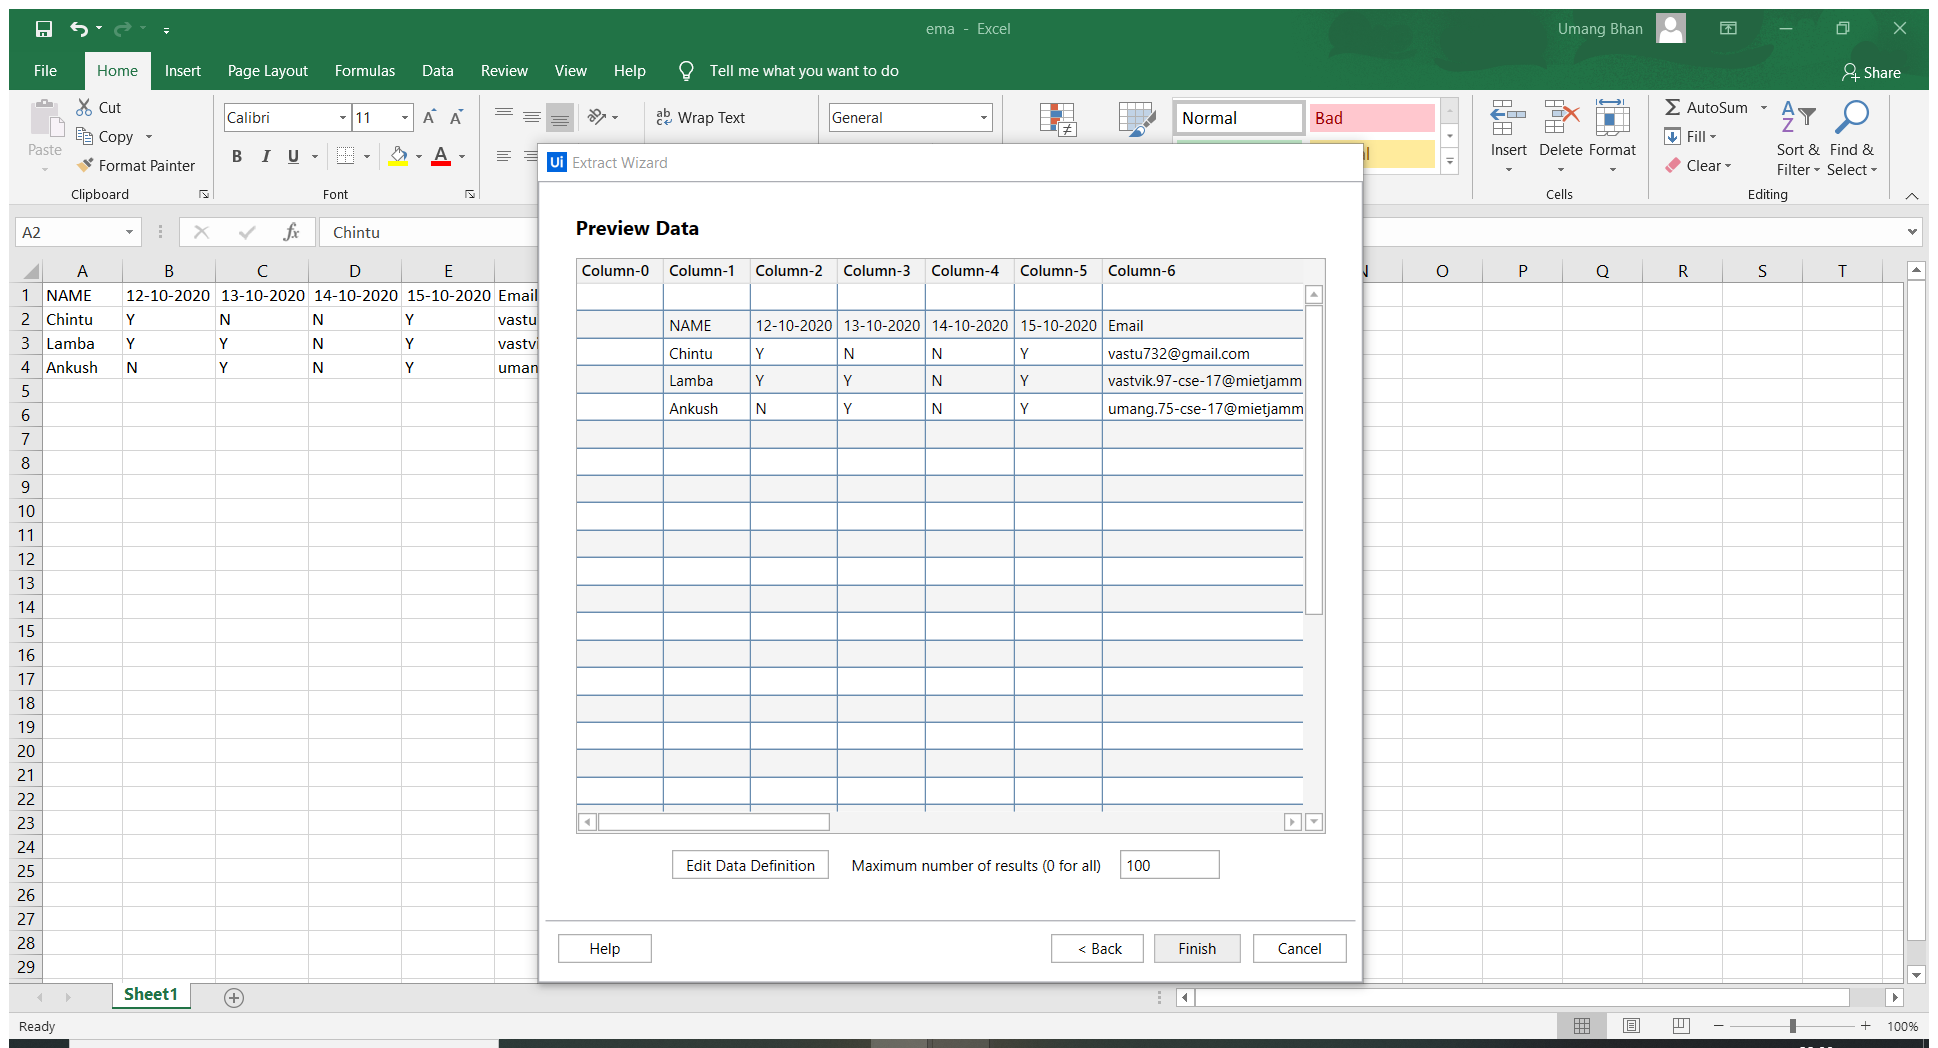 ema - Excel
Umang Bhan
File Home Insert Page Layout Formulas Data Review View Help Tell me what you want to do
Share
Paste
Cut
Copy
Format Painter
Clipboard
Calibri 11
B I U
Font
ab Wrap Text
General
Normal Bad
Insert Delete Format
Cells
AutoSum
Fill
Clear
Sort & Filter
Find & Select
Editing
A2 fx Chintu
A B C D E
N O P Q R S T
1 NAME 12-10-2020 13-10-2020 14-10-2020 15-10-2020 Email
2 Chintu Y N N Y vastu
3 Lamba Y Y N Y vastv
4 Ankush N Y N Y uman
5
6
7
8
9
10
11
12
13
14
15
16
17
18
19
20
21
22
23
24
25
26
27
28
29
Ui Extract Wizard
Preview Data
Column-0 Column-1 Column-2 Column-3 Column-4 Column-5 Column-6
NAME 12-10-2020 13-10-2020 14-10-2020 15-10-2020 Email
Chintu Y N N Y vastu732@gmail.com
Lamba Y Y N Y vastvik.97-cse-17@mietjamm
Ankush N Y N Y umang.75-cse-17@mietjamm
Edit Data Definition Maximum number of results (0 for all) 100
Help < Back Finish Cancel
Sheet1
Ready
100%